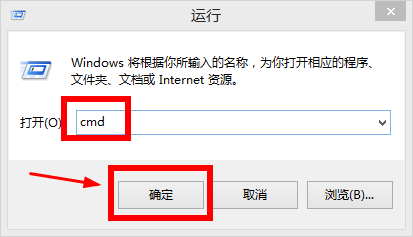 运行
Windows 将根据你所输入的名称，为你打开相应的程序、
文件夹、文档或 Internet 资源。
打开(O)
cmd
确定
取消
浏览(B)...